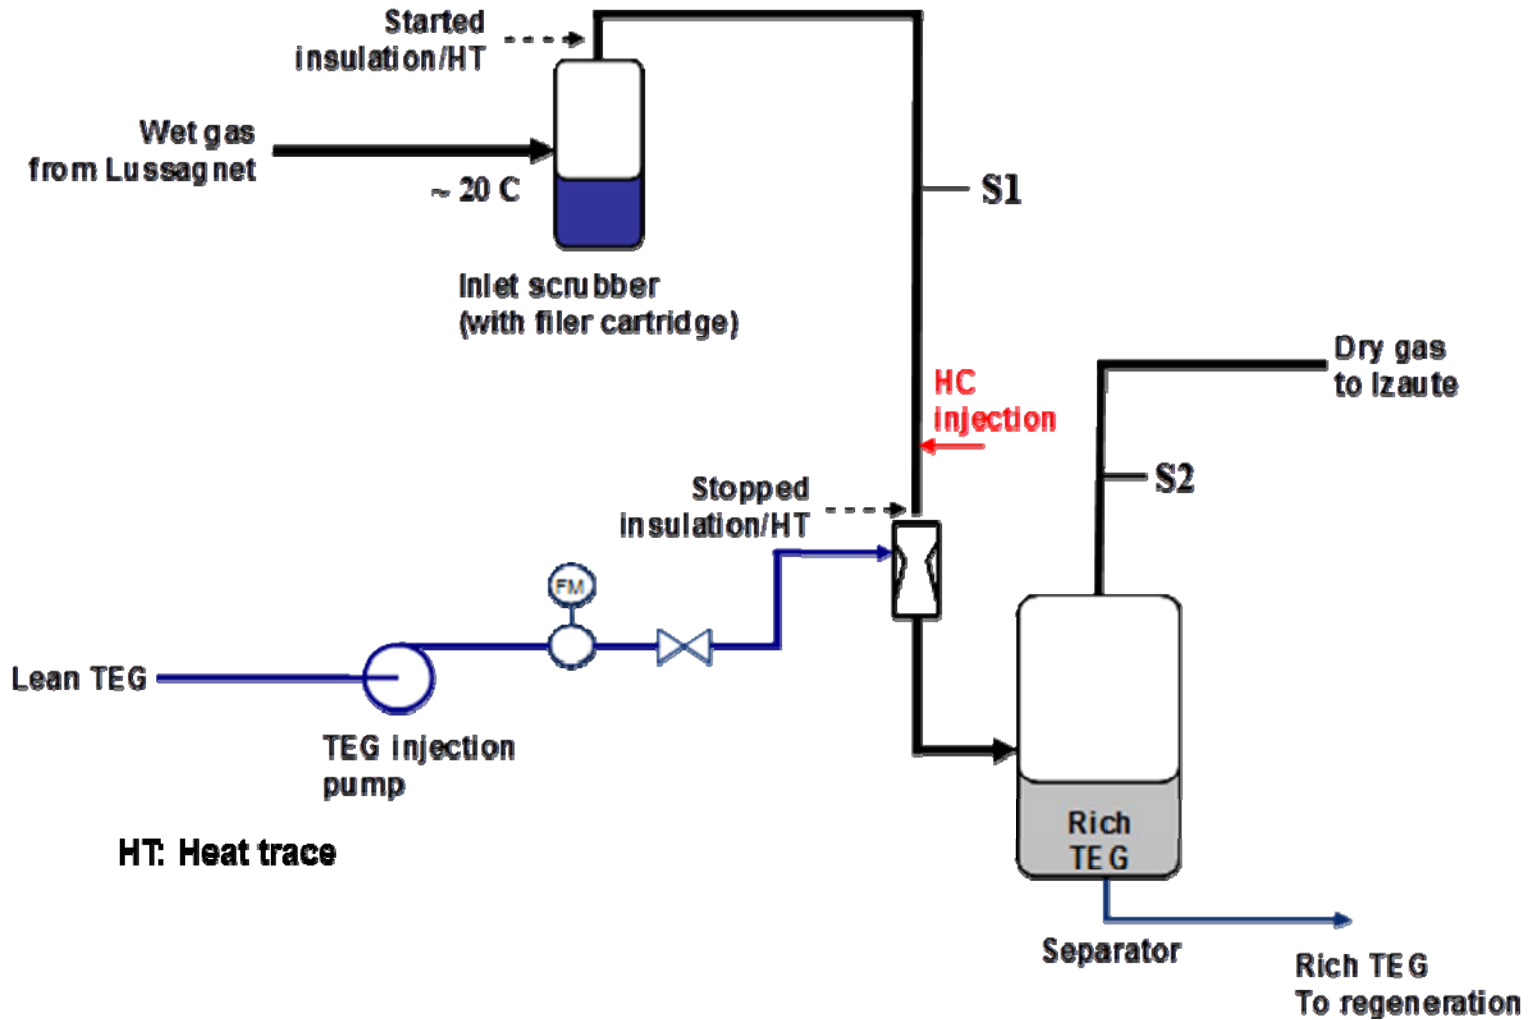 Started
insulation/HT
Wet gas
from Lussagnet
~ 20 C
S1
Inlet scrubber
(with filer cartridge)
Dry gas
to Izaute
HC
injection
S2
Stopped
insulation/HT
FM
Lean TEG
TEG injection
pump
Rich
TEG
HT: Heat trace
Separator
Rich TEG
To regeneration